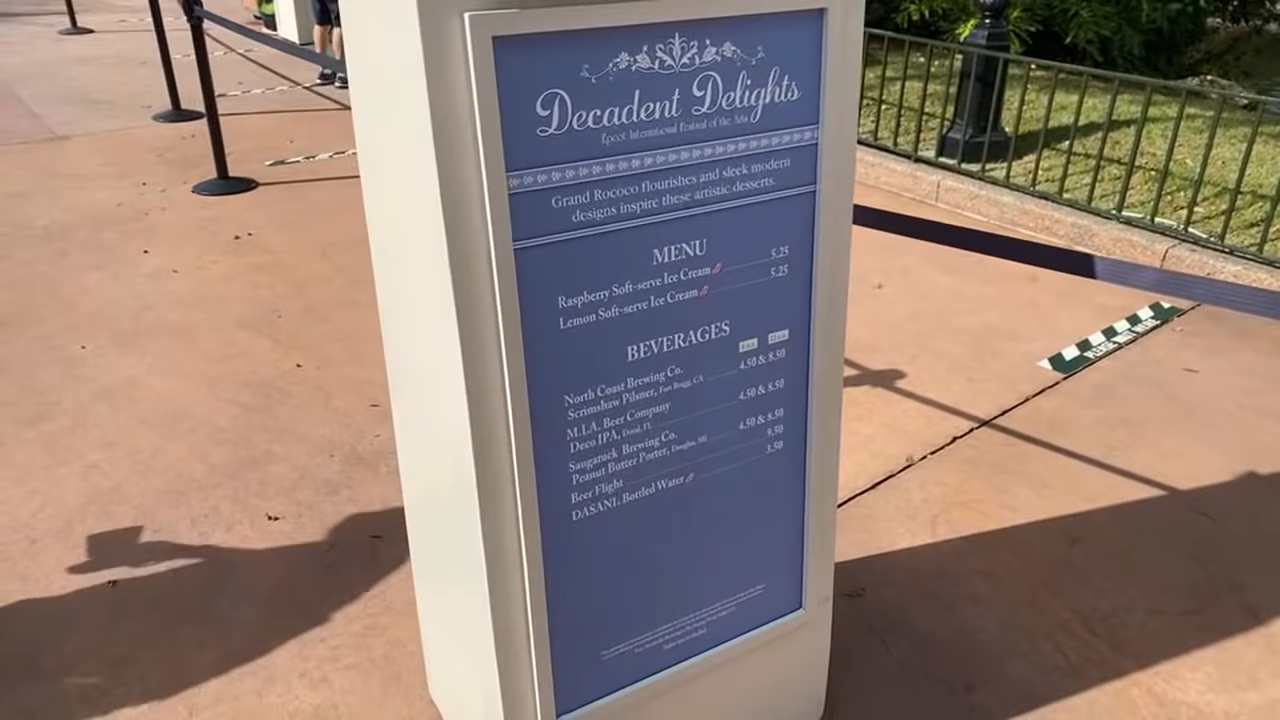 Decadent Delights
Epcot International Festival of the Arts
Grand Rococo flourishes and sleek modern
designs inspire these artistic desserts.
MENU
Raspberry Soft-serve Ice Cream 5.25
Lemon Soft-serve Ice Cream 5.25
BEVERAGES
North Coast Brewing Co.
Scrimshaw Pilsner, Fort Bragg, CA 4.50 & 8.50
M.I.A. Beer Company
Deco IPA, Doral, FL 4.50 & 8.50
Saugatuck Brewing Co.
Peanut Butter Porter, Douglas, MI 4.50 & 8.50
Beer Flight 9.50
DASANI® Bottled Water 3.50
PLEASE WAIT HERE